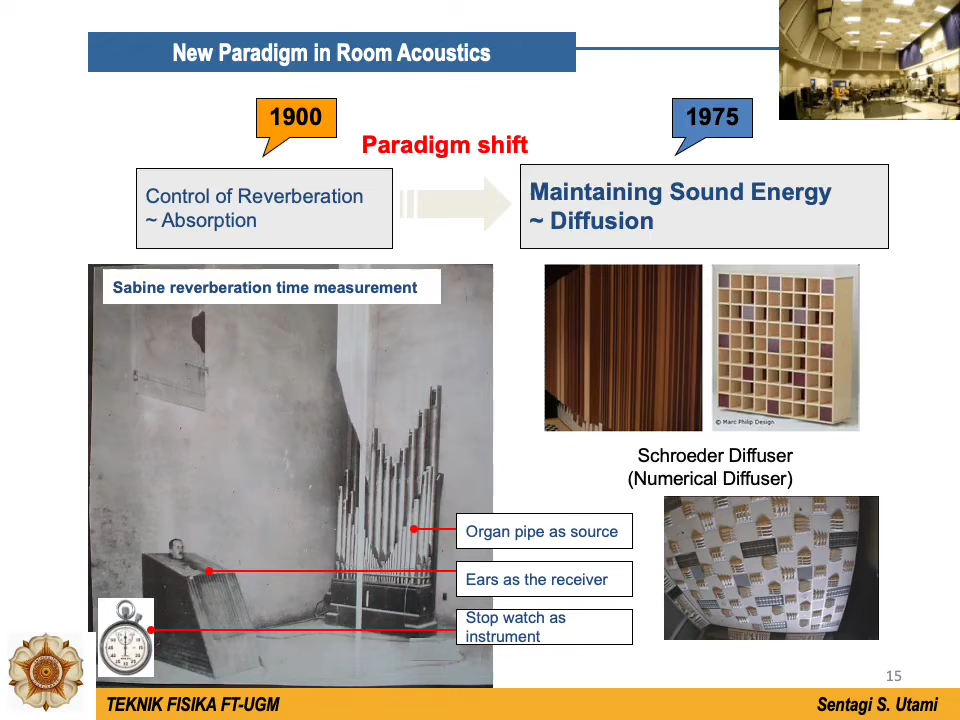 New Paradigm in Room Acoustics
1900
1975
Paradigm shift
Control of Reverberation
~ Absorption
Maintaining Sound Energy
~ Diffusion
Sabine reverberation time measurement
© Marc Philip Design
Schroeder Diffuser
(Numerical Diffuser)
Organ pipe as source
Ears as the receiver
Stop watch as
instrument
15
TEKNIK FISIKA FT-UGM
Sentagi S. Utami